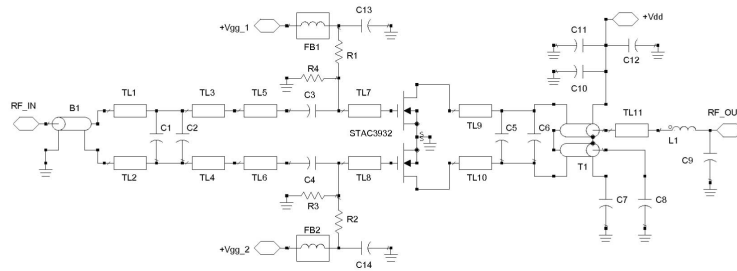 +Vgg_1
C13
FB1
R1
R4
+Vdd
C11
C12
C10
RF_IN
B1
TL1
TL3
TL5
C3
TL7
C1
C2
STAC3932
TL9
C5
C6
TL11
L1
RF_OU
C9
TL2
TL4
TL6
C4
TL8
TL10
T1
R3
R2
C7
C8
+Vgg_2
FB2
C14